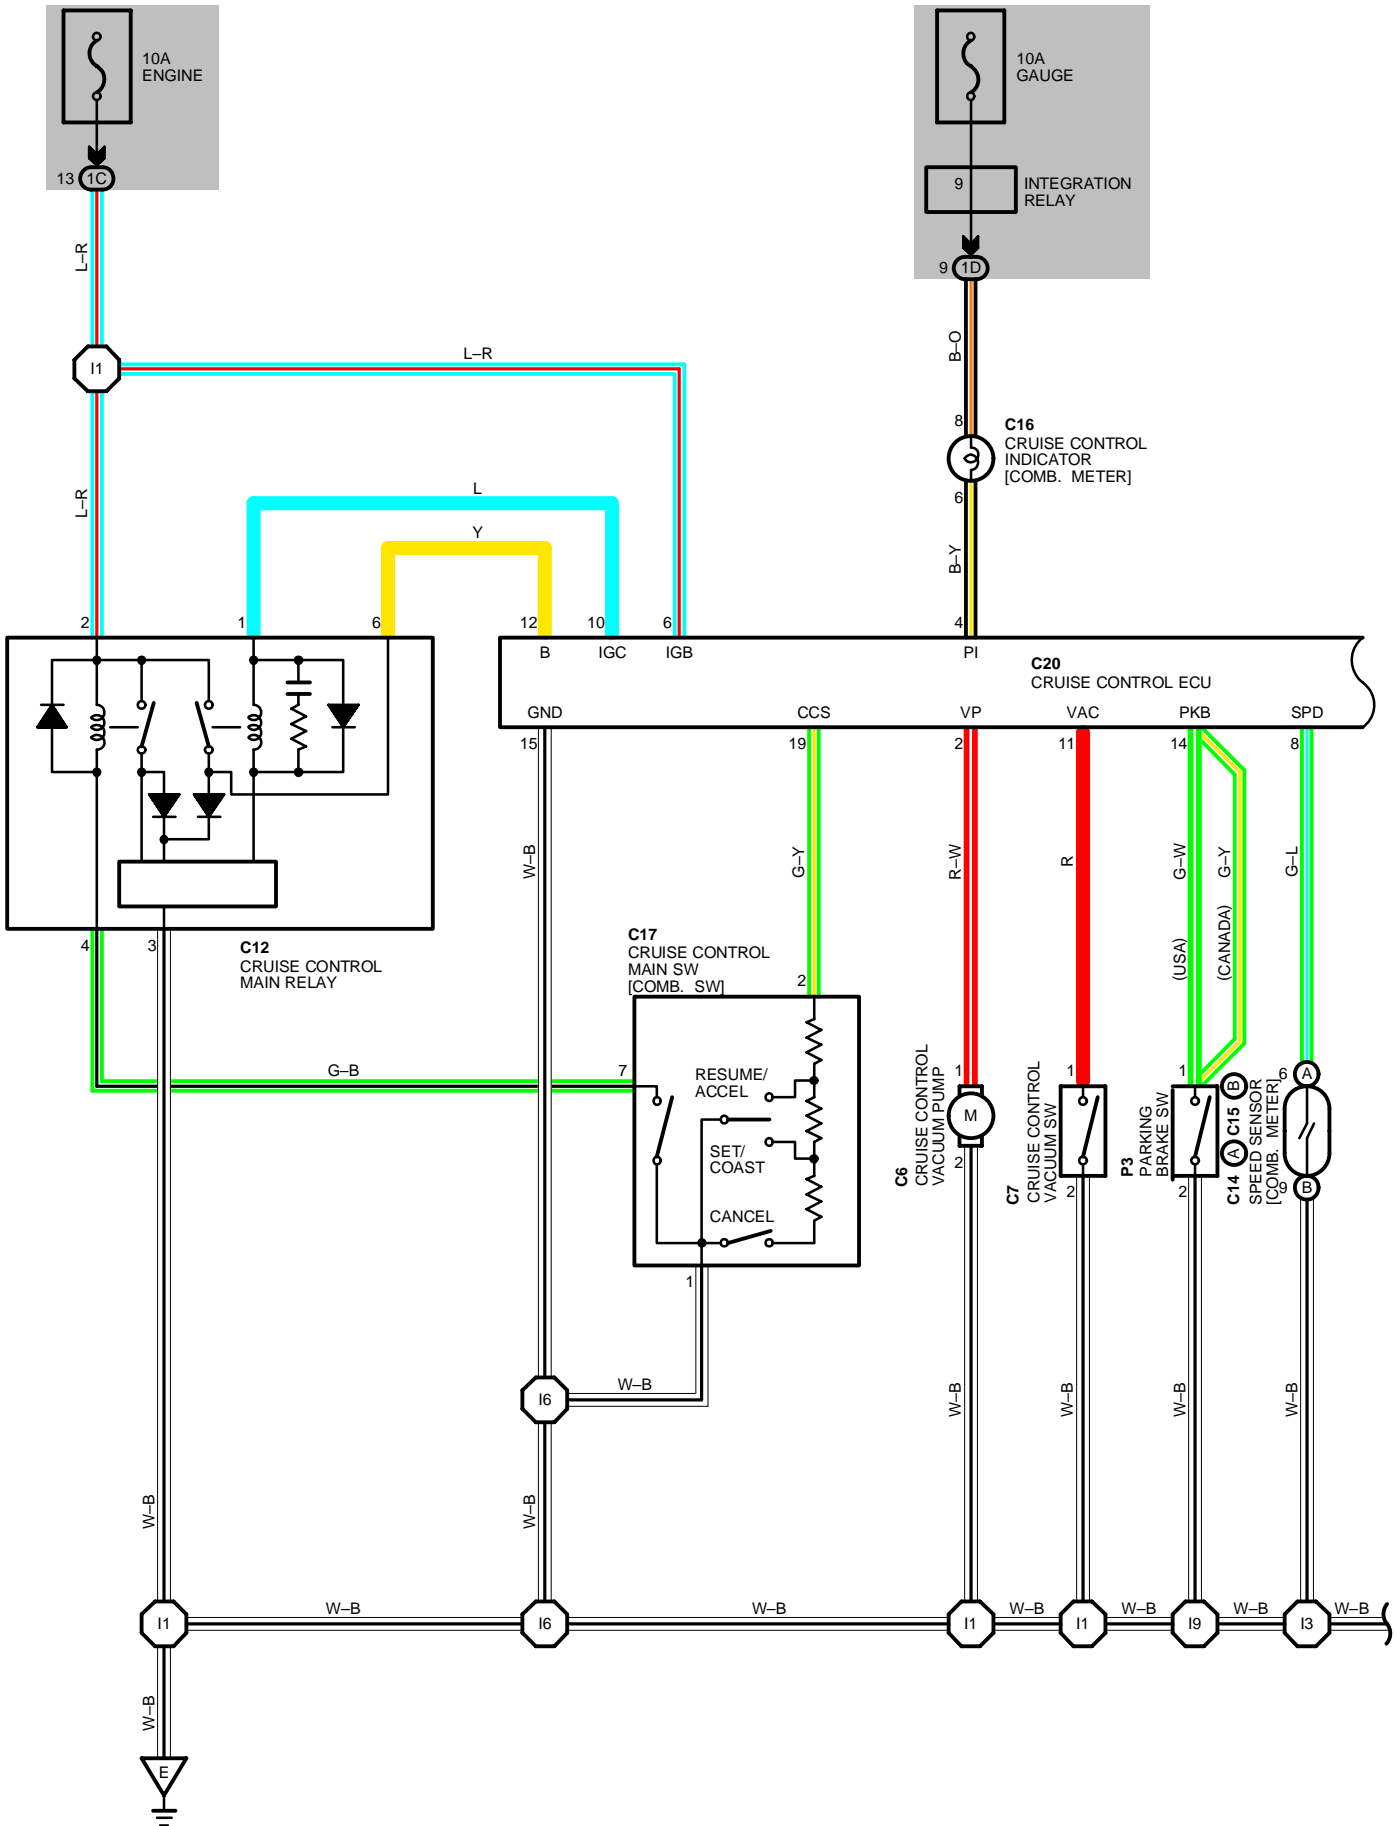 10A
ENGINE
10A
GAUGE
13 1C
9
INTEGRATION
RELAY
9 1D
L–R
B–O
L–R
I1
8
C16
CRUISE CONTROL
INDICATOR
[COMB. METER]
6
L–R
L
Y
B–Y
2
1
6
12
10
6
4
B
IGC
IGB
PI
C20
CRUISE CONTROL ECU
GND
CCS
VP
VAC
PKB
SPD
15
19
2
11
14
8
W–B
G–Y
R–W
R
G–W
(USA)
G–Y
(CANADA)
G–L
4
3
C12
CRUISE CONTROL
MAIN RELAY
C17
CRUISE CONTROL
MAIN SW
[COMB. SW]
2
G–B
7
RESUME/
ACCEL
SET/
COAST
CANCEL
1
C6
CRUISE CONTROL
VACUUM PUMP
1
M
2
C7
CRUISE CONTROL
VACUUM SW
1
2
P3
PARKING
BRAKE SW
1
2
C14 A C15 B
SPEED SENSOR
[COMB. METER]
6 A
9 B
I6
W–B
W–B
W–B
W–B
W–B
W–B
W–B
I1
W–B
I6
W–B
I1
W–B
I1
W–B
I9
W–B
I3
W–B
W–B
E